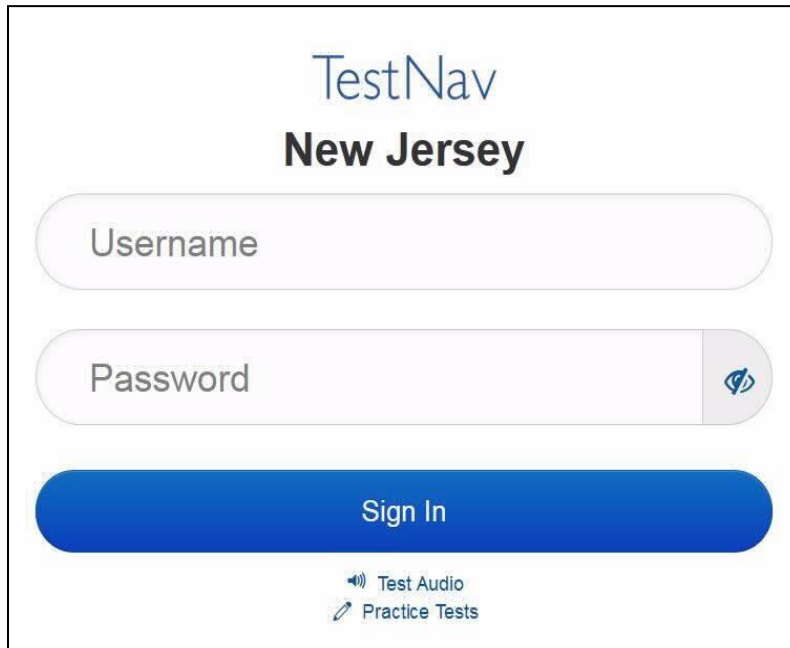 TestNav
New Jersey
Username
Password
Sign In
Test Audio
Practice Tests